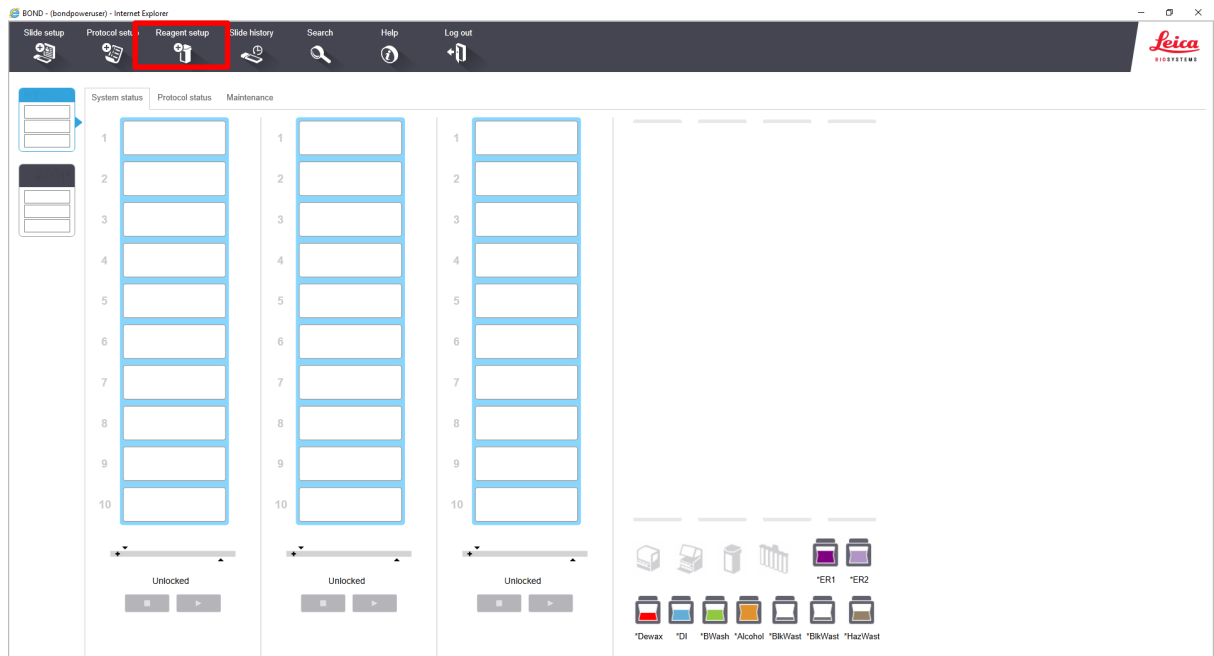 BOND - (bondpoweruser) - Internet Explorer
Slide setup Protocol setup Reagent setup Slide history Search Help Log out
Leica
BIOSYSTEMS
System status Protocol status Maintenance
1 1 1
2 2 2
3 3 3
4 4 4
5 5 5
6 6 6
7 7 7
8 8 8
9 9 9
10 10 10
*ER1 *ER2
Unlocked Unlocked Unlocked
*Dewax *DI *BWash *Alcohol *BlkWast *BlkWast *HazWast